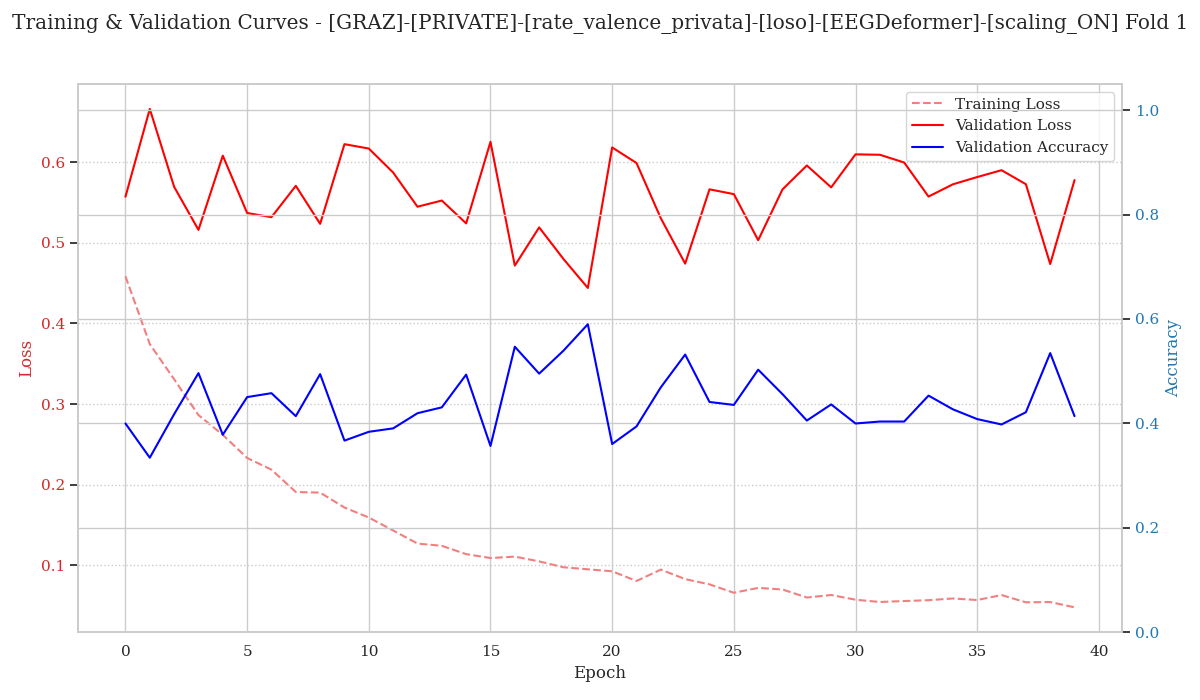 Training & Validation Curves - [GRAZ]-[PRIVATE]-[rate_valence_privata]-[loso]-[EEGDeformer]-[scaling_ON] Fold 1
Training Loss
Validation Loss
Validation Accuracy
Loss
0.6
0.5
0.4
0.3
0.2
0.1
1.0
0.8
0.6
0.4
0.2
0.0
Accuracy
0 5 10 15 20 25 30 35 40
Epoch